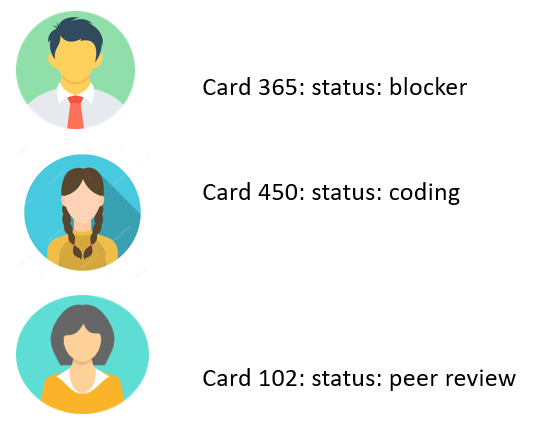 Card 365: status: blocker
Card 450: status: coding
Card 102: status: peer review